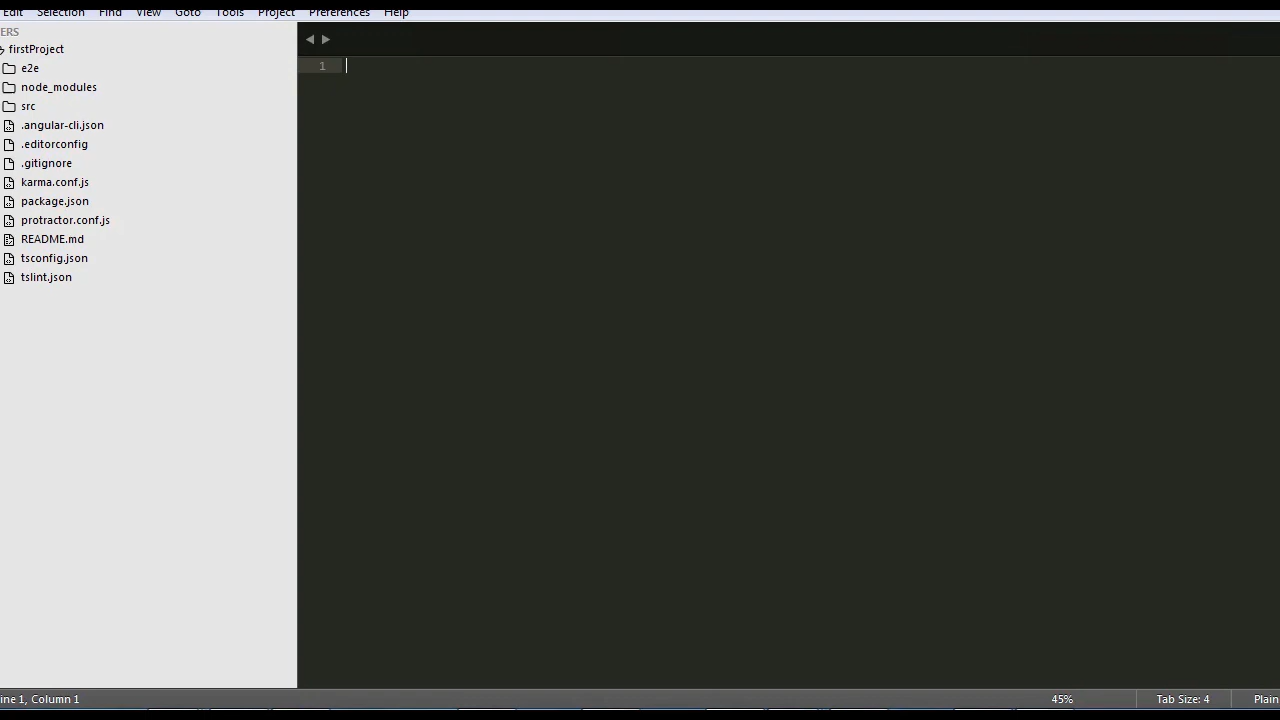 Edit Selection Find View Goto Tools Project Preferences Help
ERS
firstProject
e2e
node_modules
src
.angular-cli.json
.editorconfig
.gitignore
karma.conf.js
package.json
protractor.conf.js
README.md
tsconfig.json
tslint.json
1
ine 1, Column 1 45% Tab Size: 4 Plain